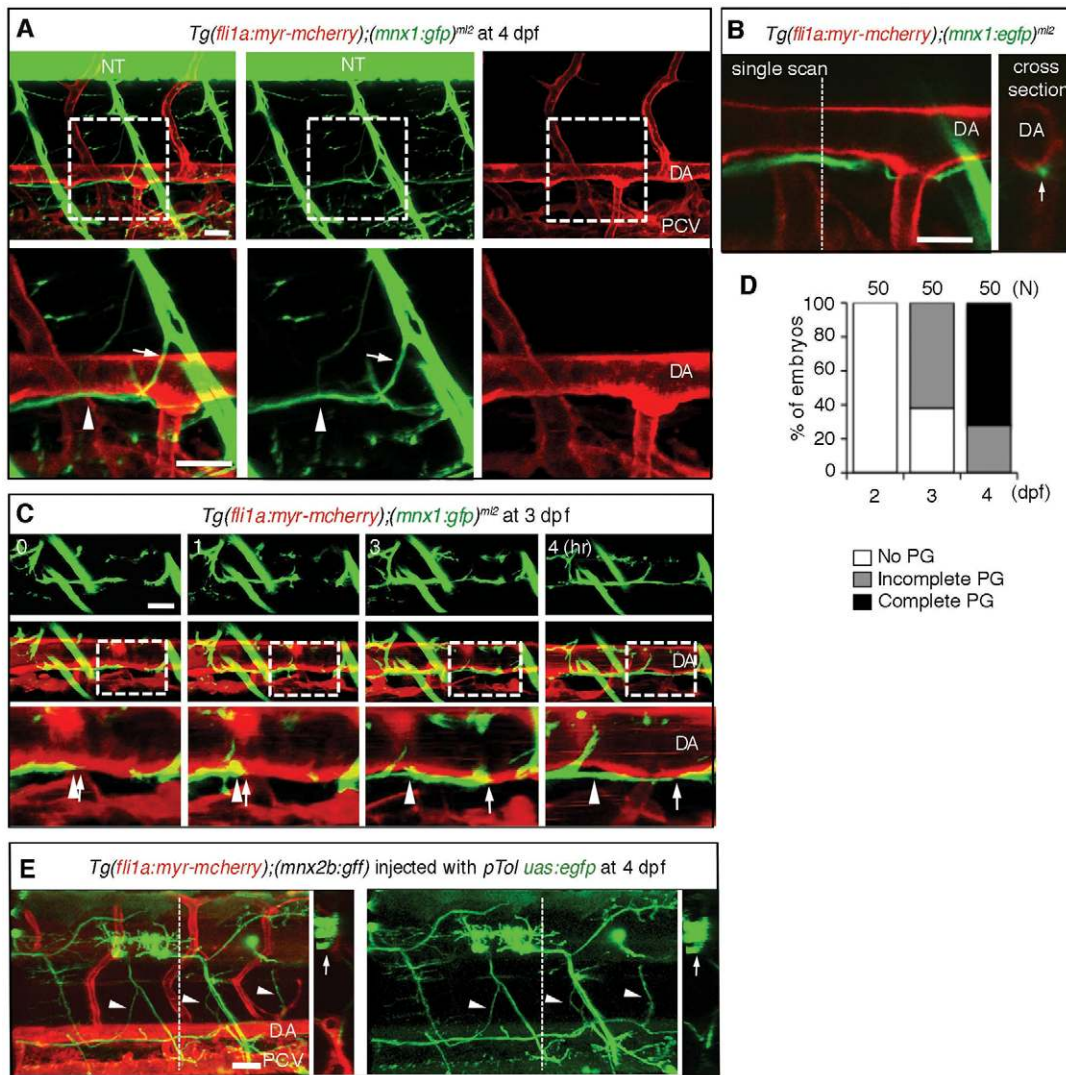 A
Tg(fli1a:myr-mcherry);(mnx1:gfp)ml2 at 4 dpf
NT
NT
DA
PCV
DA
B
Tg(fli1a:myr-mcherry);(mnx1:egfp)ml2
single scan
cross
section
DA
DA
D
50 50 50 (N)
100
80
60
40
20
0
% of embryos
2 3 4 (dpf)
No PG
Incomplete PG
Complete PG
C
Tg(fli1a:myr-mcherry);(mnx1:gfp)ml2 at 3 dpf
0 1 3 4 (hr)
DA
DA
E
Tg(fli1a:myr-mcherry);(mnx2b:gff) injected with pTol uas:egfp at 4 dpf
DA
PCV